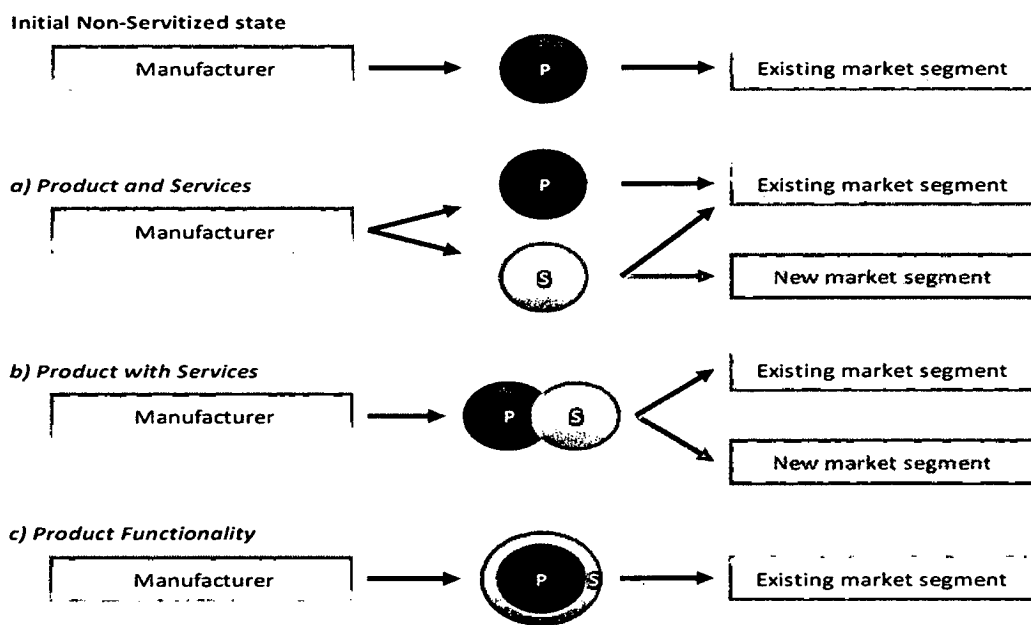 Initial Non-Servitized state
Manufacturer P Existing market segment
a) Product and Services
P Existing market segment
Manufacturer
S New market segment
b) Product with Services
Existing market segment
Manufacturer P S
New market segment
c) Product Functionality
Manufacturer P S Existing market segment